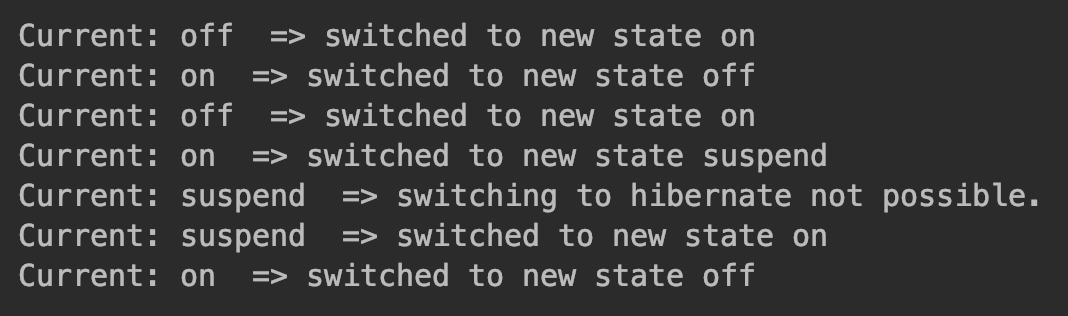 Current: off  => switched to new state on
Current: on  => switched to new state off
Current: off  => switched to new state on
Current: on  => switched to new state suspend
Current: suspend  => switching to hibernate not possible.
Current: suspend  => switched to new state on
Current: on  => switched to new state off